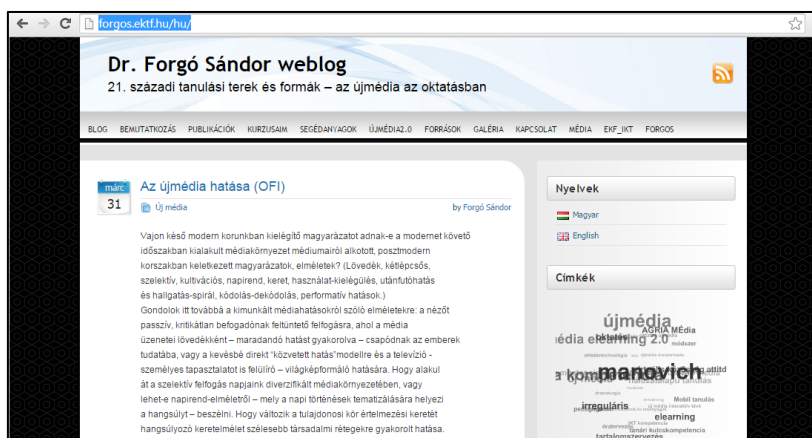 forgos.ektf.hu/hu/
Dr. Forgó Sándor weblog
21. századi tanulási terek és formák – az újmédia az oktatásban
BLOG BEMUTATKOZÁS PUBLIKÁCIÓK KURZUSAIM SEGÉDANYAGOK ÚJMÉDIA2.0 FORRÁSOK GALÉRIA KAPCSOLAT MÉDIA EKF_IKT FORGOS
márc
31
Az újmédia hatása (OFI)
Új média by Forgó Sándor
Vajon késő modern korunkban kielégítő magyarázatot adnak-e a modernet követő
időszakban kialakult médiakörnyezet médiumairól alkotott, posztmodern
korszakban keletkezett magyarázatok, elméletek? (Lövedék, kétlépcsős,
szelektív, kultivációs, napirend, keret, használat-kielégülés, utánfutóhatás
és hallgatás-spirál, kódolás-dekódolás, performatív hatások.)
Gondolok itt továbbá a kimunkált médiahatásokról szóló elméletekre: a nézőt
passzív, kritikátlan befogadónak feltüntető felfogásra, ahol a média
üzenetei lövedékként – maradandó hatást gyakorolva – csapódnak az emberek
tudatába, vagy a kevésbé direkt "közvetett hatás"modellre és a televízió -
személyes tapasztalatot is felülíró – világképformáló hatására. Hogy alakul
át a szelektív felfogás napjaink diverzifikált médiakörnyezetében, vagy
lehet-e napirend-elméletről – mely a napi történések tematizálására helyezi
a hangsúlyt – beszélni. Hogy változik a tulajdonosi kör értelmezési keretét
hangsúlyozó keretelmélet szélesebb társadalmi rétegekre gyakorolt hatása.
Nyelvek
Magyar
English
Címkék
újmédia
AGRIA MÉdia
oktatás
elearning 2.0
módszer
manovich
hálózatalapú tanulás
Mobil tanulás
irreguláris
elearning
IKT kompetencia
tanári kulcskompetencia
tartalomszervezés